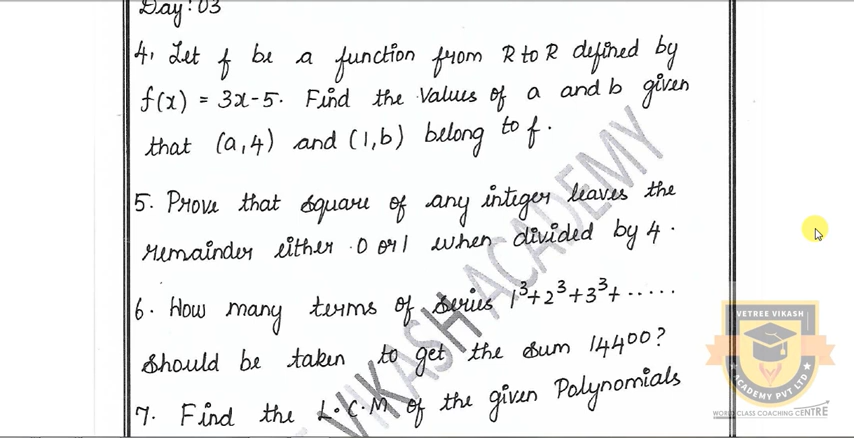 Day: 03
4. Let f be a function from R to R defined by
f(x) = 3x-5. Find the values of a and b given
that (a,4) and (1,b) belong to f.
5. Prove that square of any integer leaves the
remainder either 0 or 1 when divided by 4.
6. How many terms of series 1³+2³+3³+.....
should be taken to get the sum 14400?
7. Find the L.C.M of the given Polynomials
VIKASH ACADEMY
VETREE VIKASH
ACADEMY PVT LTD
WORLD CLASS COACHING CENTRE